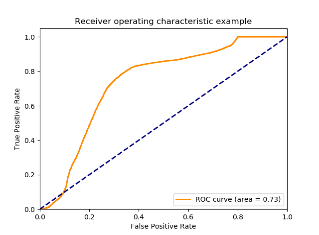 Receiver operating characteristic example
1.0
0.8
0.6
0.4
0.2
0.0
True Positive Rate
ROC curve (area = 0.73)
0.0 0.2 0.4 0.6 0.8 1.0
False Positive Rate